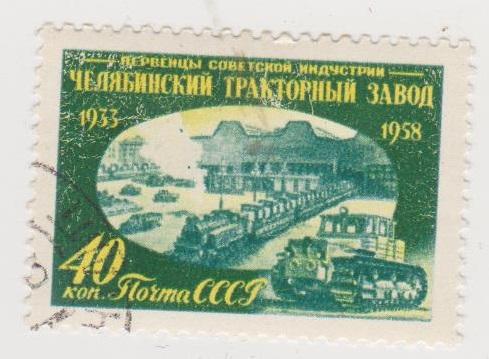 ПЕРВЕНЦЫ СОВЕТСКОЙ ИНДУСТРИИ
ЧЕЛЯБИНСКИЙ ТРАКТОРНЫЙ ЗАВОД
1933
1958
40
коп. Почта СССР